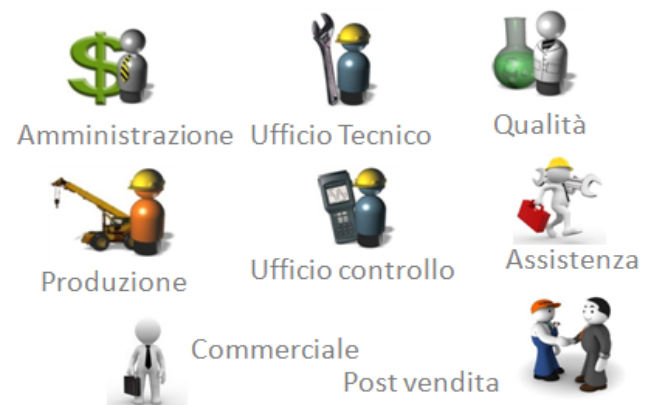 Amministrazione
Ufficio Tecnico
Qualità
Produzione
Ufficio controllo
Assistenza
Commerciale
Post vendita